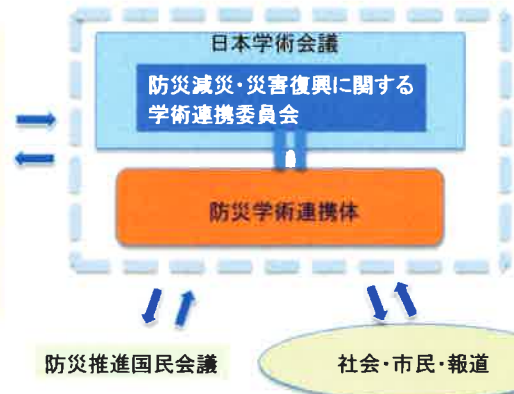 日本学術会議
防災減災・災害復興に関する
学術連携委員会
防災学術連携体
防災推進国民会議
社会・市民・報道